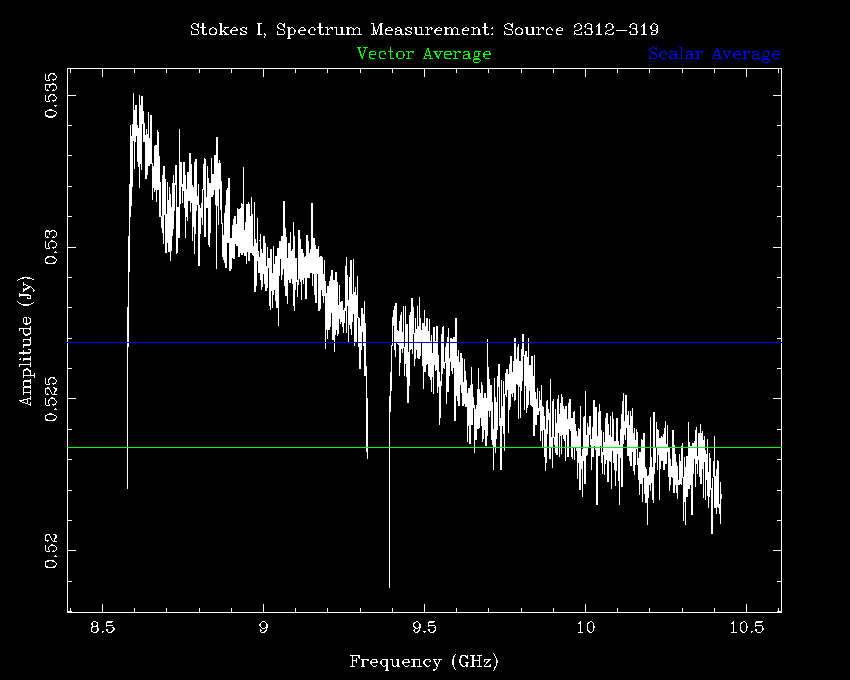 Stokes I, Spectrum Measurement: Source 2312−319
Vector Average Scalar Average
0.535
0.53
0.525
0.52
Amplitude (Jy)
8.5 9 9.5 10 10.5
Frequency (GHz)